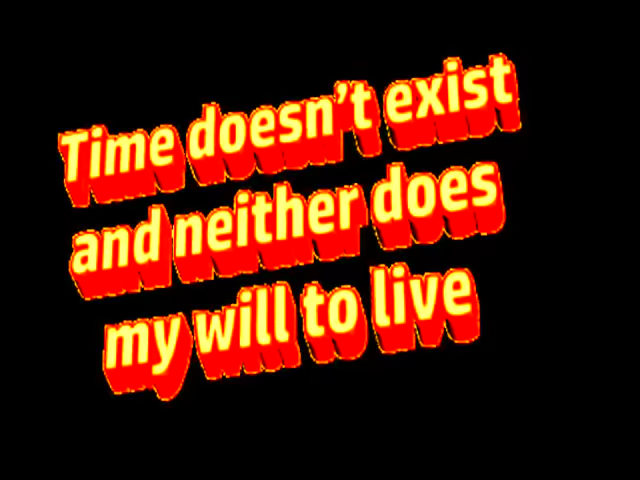 Time doesn’t exist
and neither does
my will to live